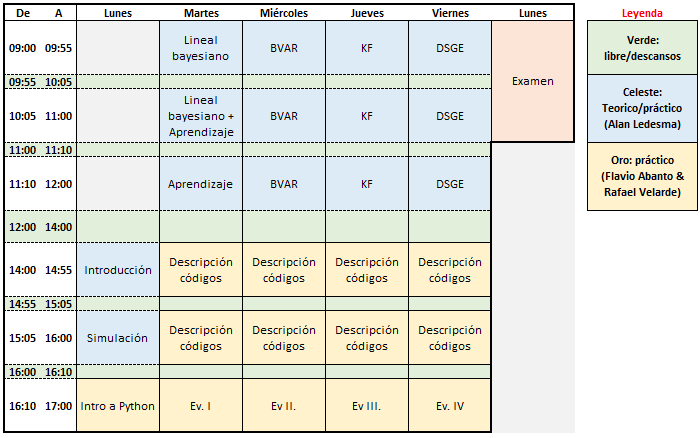 De A Lunes Martes Miércoles Jueves Viernes Lunes Leyenda
09:00 09:55 Lineal bayesiano BVAR KF DSGE
09:55 10:05
10:05 11:00 Lineal bayesiano + Aprendizaje BVAR KF DSGE
Examen
11:00 11:10
11:10 12:00 Aprendizaje BVAR KF DSGE
12:00 14:00
14:00 14:55 Introducción Descripción códigos Descripción códigos Descripción códigos Descripción códigos
14:55 15:05
15:05 16:00 Simulación Descripción códigos Descripción códigos Descripción códigos Descripción códigos
16:00 16:10
16:10 17:00 Intro a Python Ev. I Ev II. Ev III. Ev. IV
Verde:
libre/descansos
Celeste:
Teorico/práctico
(Alan Ledesma)
Oro: práctico
(Flavio Abanto &
Rafael Velarde)